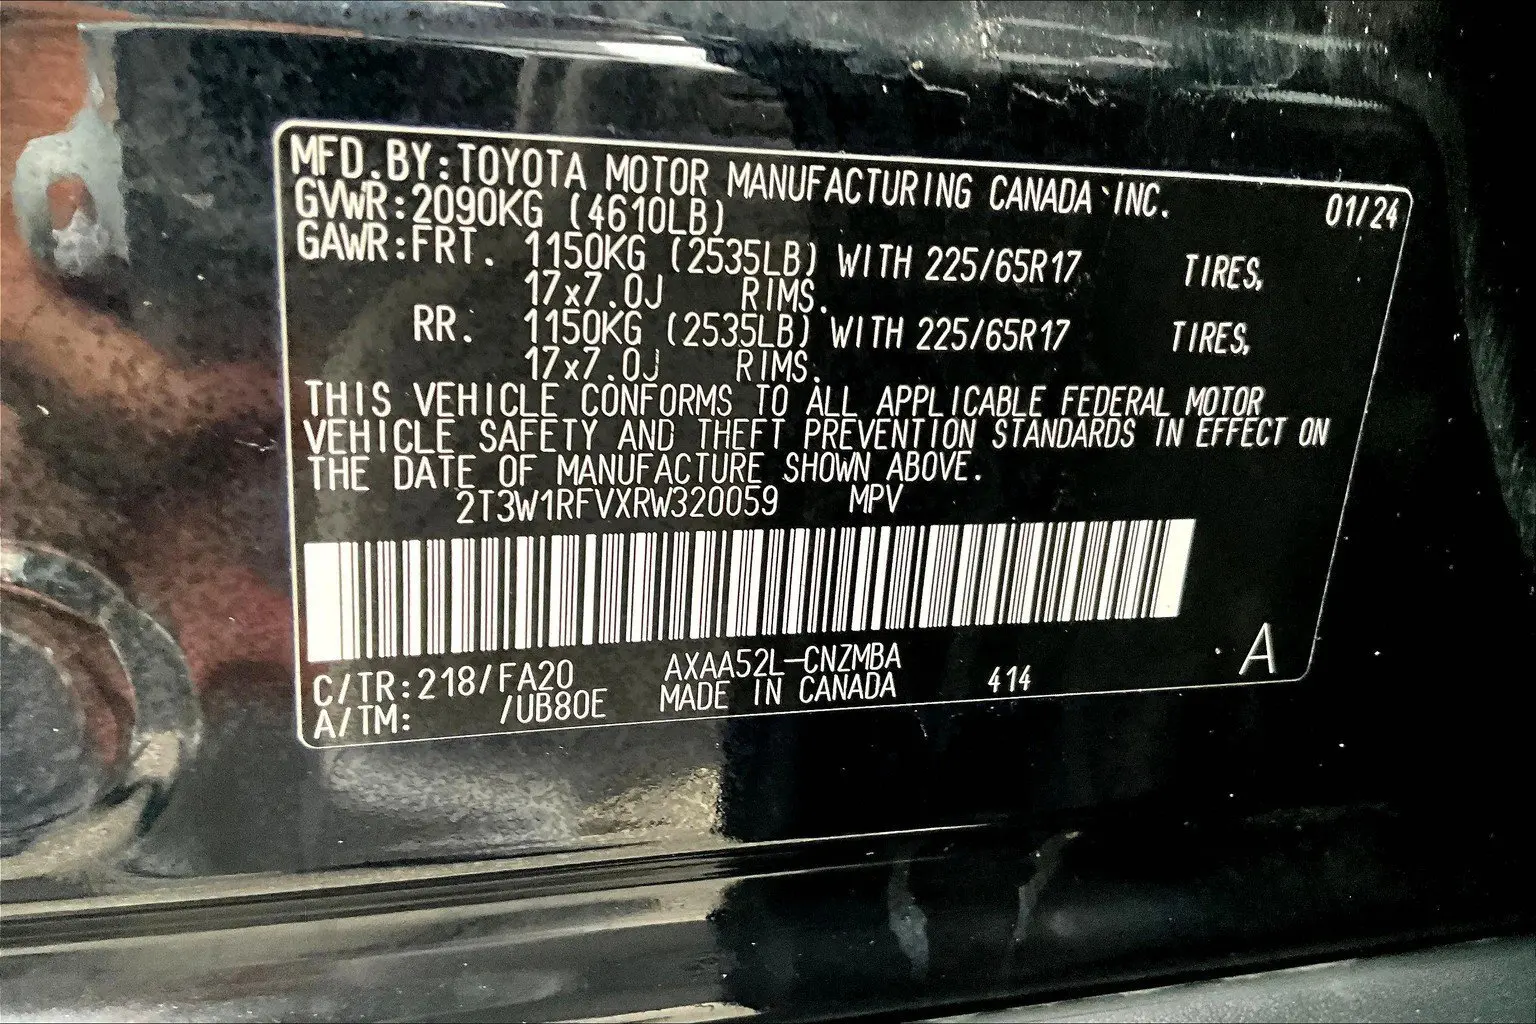 MFD.BY:TOYOTA MOTOR MANUFACTURING CANADA INC. 01/24
GVWR:2090KG (4610LB)
GAWR:FRT. 1150KG (2535LB) WITH 225/65R17 TIRES,
17x7.0J RIMS.
RR. 1150KG (2535LB) WITH 225/65R17 TIRES,
17x7.0J RIMS.
THIS VEHICLE CONFORMS TO ALL APPLICABLE FEDERAL MOTOR
VEHICLE SAFETY AND THEFT PREVENTION STANDARDS IN EFFECT ON
THE DATE OF MANUFACTURE SHOWN ABOVE.
2T3W1RFVXRW320059 MPV
C/TR:218/FA20 AXAA52L-CNZMBA
A/TM: /UB80E MADE IN CANADA 414 A